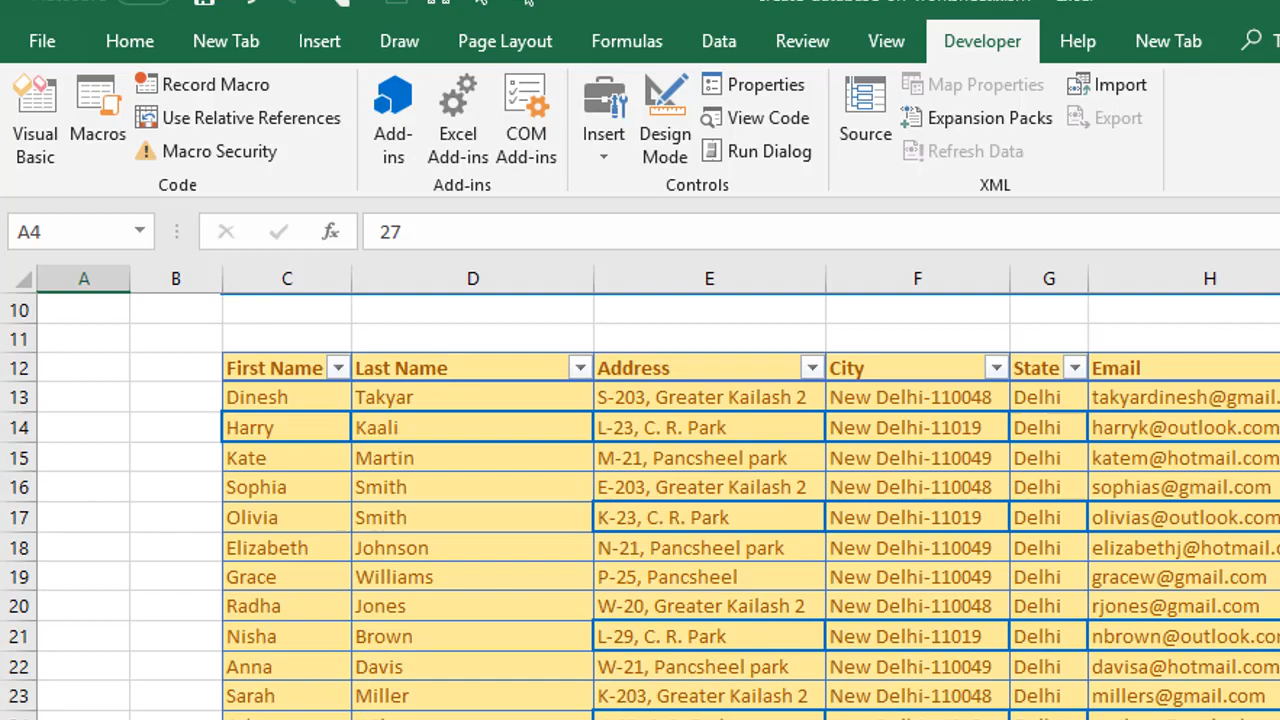 File Home New Tab Insert Draw Page Layout Formulas Data Review View Developer Help New Tab
Record Macro Properties Map Properties Import
Use Relative References View Code Expansion Packs Export
Visual Basic Macros Macro Security Add-ins Excel Add-ins COM Add-ins Insert Design Mode Run Dialog Source Refresh Data
Code Add-ins Controls XML
A4 fx 27
A B C D E F G H
10
11
12 First Name Last Name Address City State Email
13 Dinesh Takyar S-203, Greater Kailash 2 New Delhi-110048 Delhi takyardinesh@gmail.
14 Harry Kaali L-23, C. R. Park New Delhi-11019 Delhi harryk@outlook.com
15 Kate Martin M-21, Pancsheel park New Delhi-110049 Delhi katem@hotmail.com
16 Sophia Smith E-203, Greater Kailash 2 New Delhi-110048 Delhi sophias@gmail.com
17 Olivia Smith K-23, C. R. Park New Delhi-11019 Delhi olivias@outlook.com
18 Elizabeth Johnson N-21, Pancsheel park New Delhi-110049 Delhi elizabethj@hotmail.c
19 Grace Williams P-25, Pancsheel New Delhi-110049 Delhi gracew@gmail.com
20 Radha Jones W-20, Greater Kailash 2 New Delhi-110048 Delhi rjones@gmail.com
21 Nisha Brown L-29, C. R. Park New Delhi-11019 Delhi nbrown@outlook.co
22 Anna Davis W-21, Pancsheel park New Delhi-110049 Delhi davisa@hotmail.com
23 Sarah Miller K-203, Greater Kailash 2 New Delhi-110048 Delhi millers@gmail.com